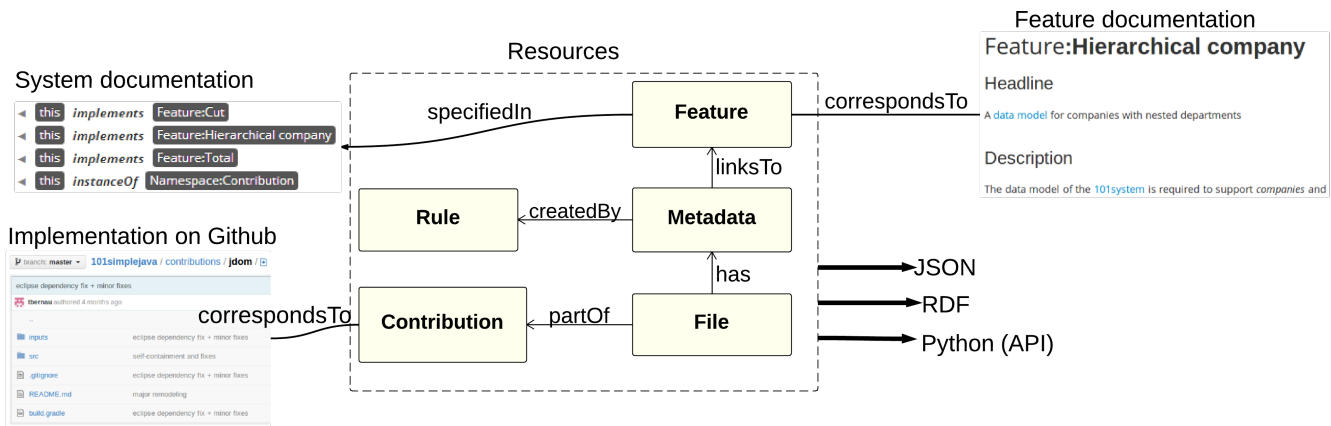 System documentation
this implements Feature:Cut
this implements Feature:Hierarchical company
this implements Feature:Total
this instanceOf Namespace:Contribution
Implementation on Github
branch: master 101simplejava / contributions / jdom /
eclipse dependency fix + minor fixes
tbernau authored 4 months ago
..
inputs eclipse dependency fix + minor fixes
src self-containment and fixes
.gitignore eclipse dependency fix + minor fixes
README.md major remodeling
build.gradle eclipse dependency fix + minor fixes
Resources
specifiedIn
Feature
correspondsTo
linksTo
Rule
createdBy
Metadata
has
correspondsTo
Contribution
partOf
File
Feature documentation
Feature:Hierarchical company
Headline
A data model for companies with nested departments
Description
The data model of the 101system is required to support companies and
JSON
RDF
Python (API)